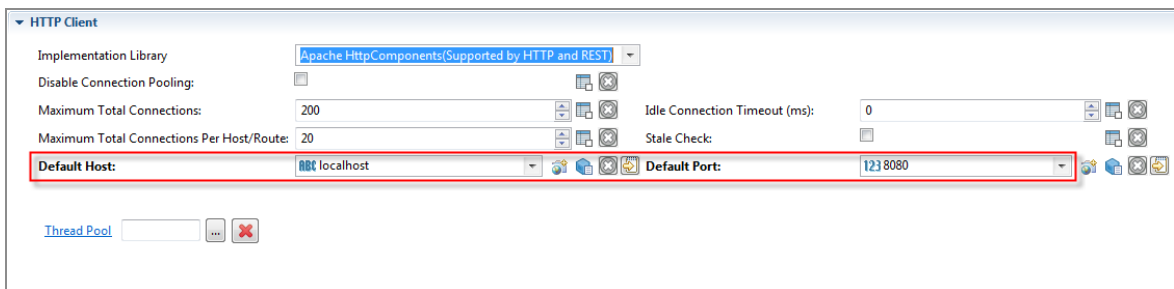 HTTP Client
Implementation Library Apache HttpComponents(Supported by HTTP and REST)
Disable Connection Pooling:
Maximum Total Connections: 200 Idle Connection Timeout (ms): 0
Maximum Total Connections Per Host/Route: 20 Stale Check:
Default Host: ABC localhost Default Port: 123 8080
Thread Pool ...